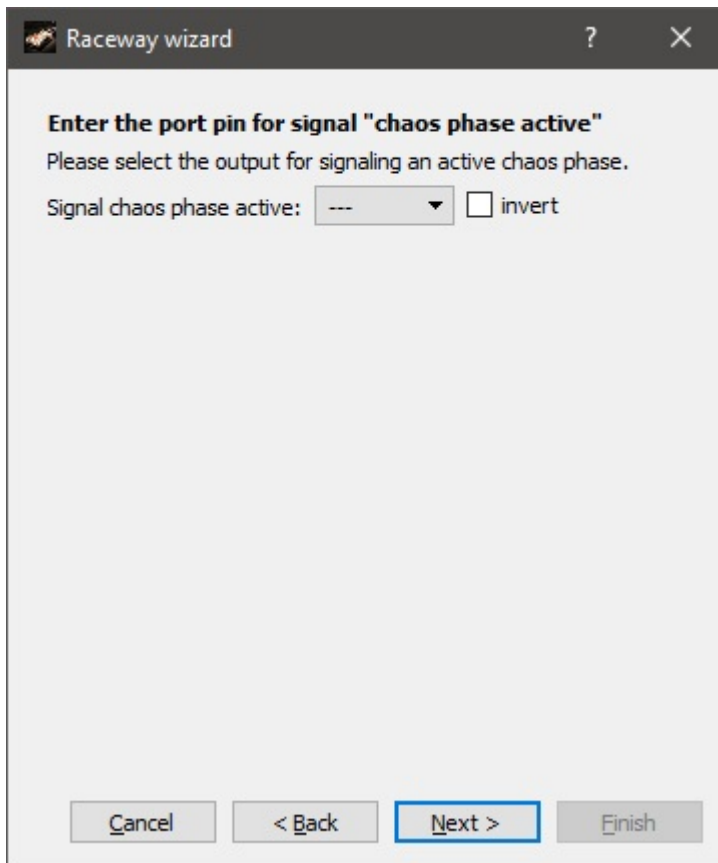 Raceway wizard ?
Enter the port pin for signal "chaos phase active"
Please select the output for signaling an active chaos phase.
Signal chaos phase active: --- invert
Cancel < Back Next > Finish